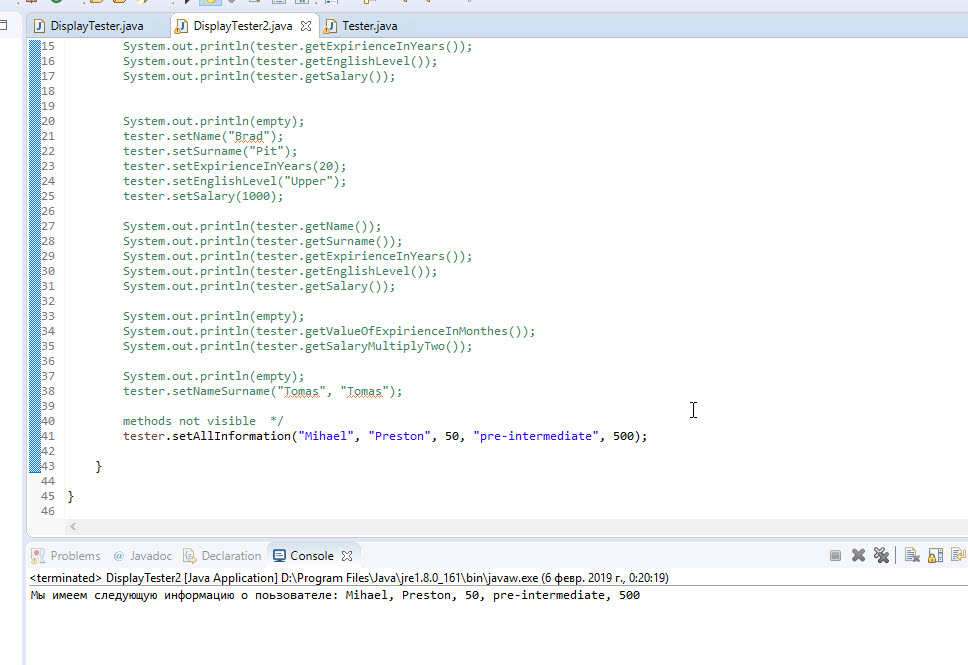 DisplayTester.java DisplayTester2.java Tester.java
15 System.out.println(tester.getExpirienceInYears());
16 System.out.println(tester.getEnglishLevel());
17 System.out.println(tester.getSalary());
18
19
20 System.out.println(empty);
21 tester.setName("Brad");
22 tester.setSurname("Pit");
23 tester.setExpirienceInYears(20);
24 tester.setEnglishLevel("Upper");
25 tester.setSalary(1000);
26
27 System.out.println(tester.getName());
28 System.out.println(tester.getSurname());
29 System.out.println(tester.getExpirienceInYears());
30 System.out.println(tester.getEnglishLevel());
31 System.out.println(tester.getSalary());
32
33 System.out.println(empty);
34 System.out.println(tester.getValueOfExpirienceInMonthes());
35 System.out.println(tester.getSalaryMultiplyTwo());
36
37 System.out.println(empty);
38 tester.setNameSurname("Tomas", "Tomas");
39
40 methods not visible */
41 tester.setAllInformation("Mihael", "Preston", 50, "pre-intermediate", 500);
42
43 }
44
45 }
46
Problems @ Javadoc Declaration Console
<terminated> DisplayTester2 [Java Application] D:\Program Files\Java\jre1.8.0_161\bin\javaw.exe (6 февр. 2019 г., 0:20:19)
Мы имеем следующую информацию о поьзователе: Mihael, Preston, 50, pre-intermediate, 500